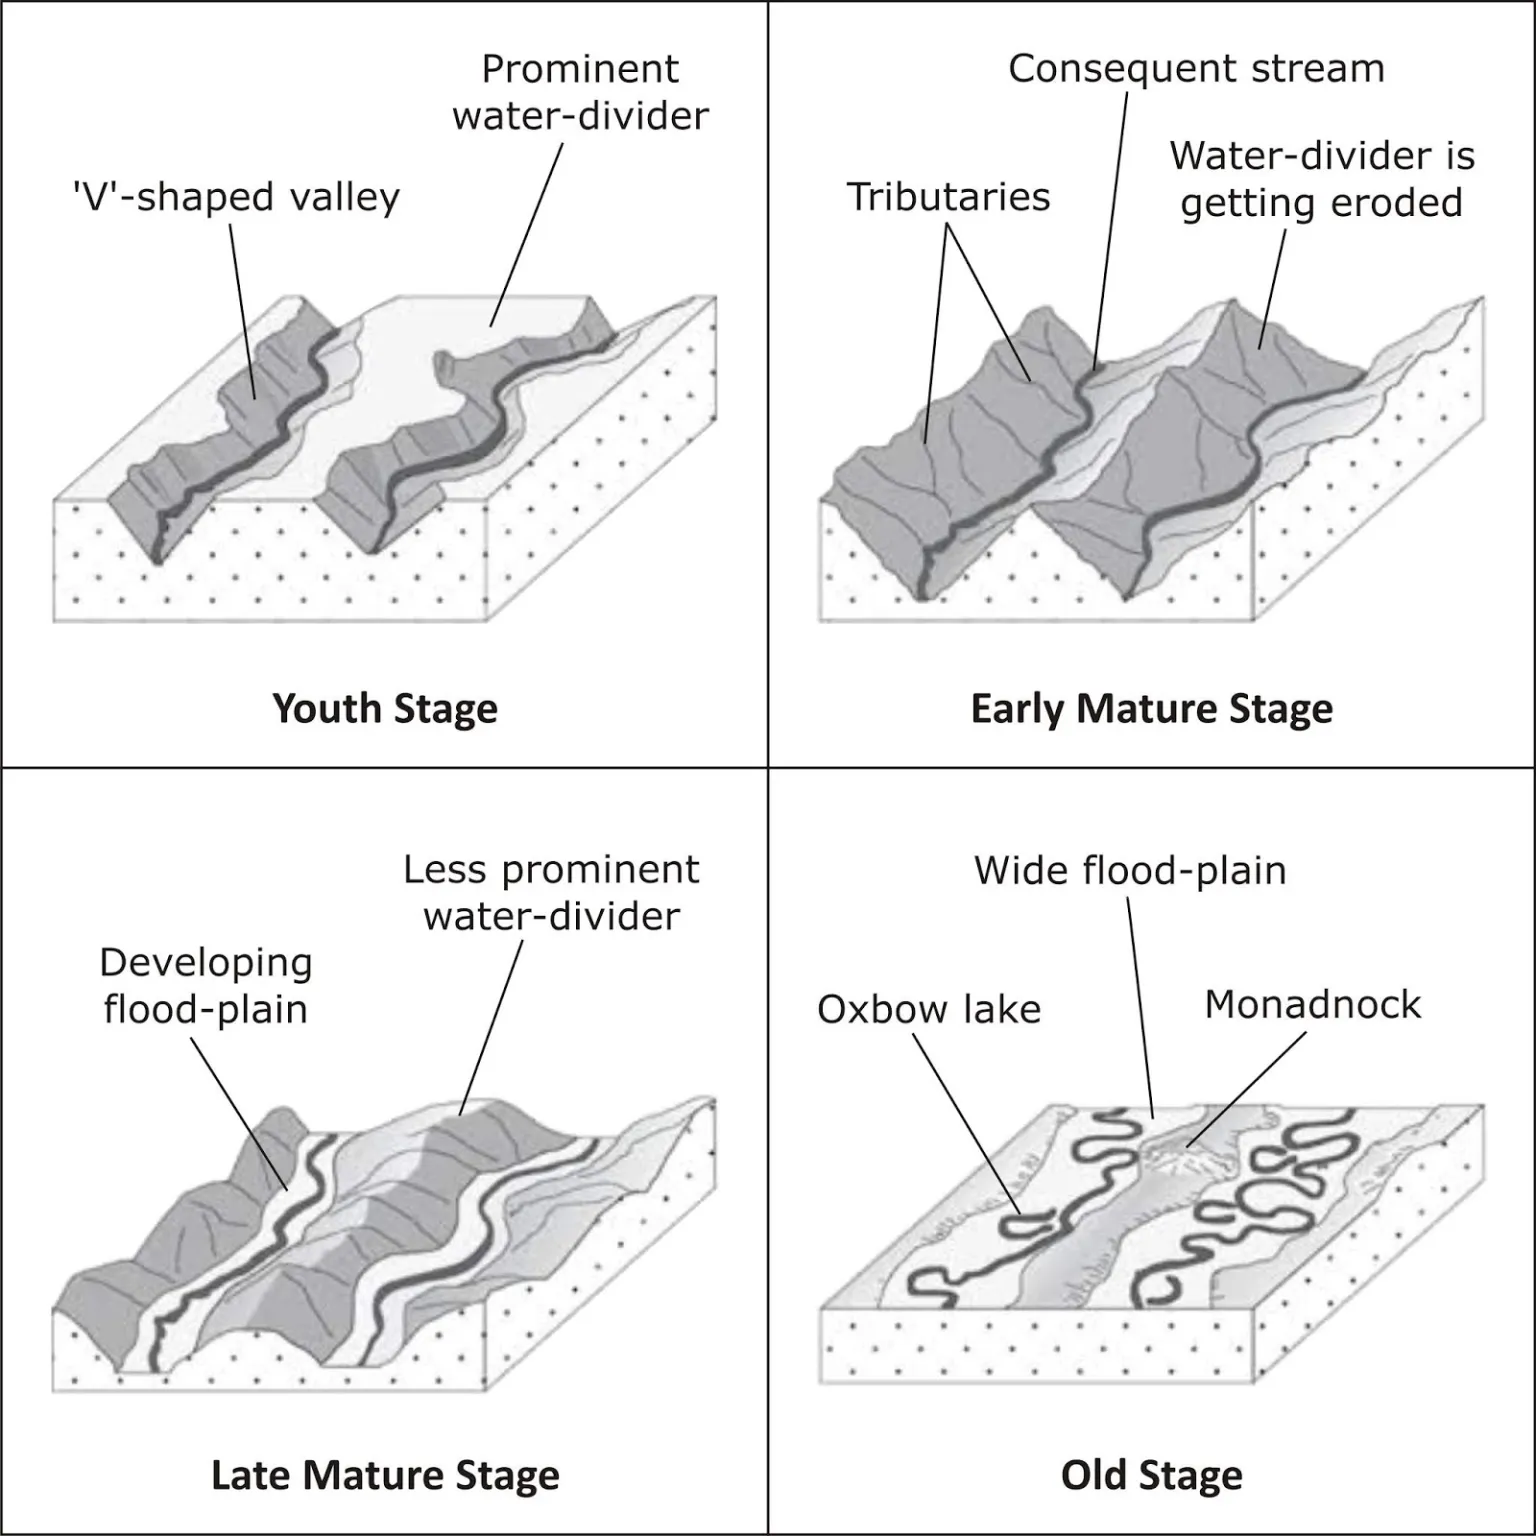 Prominent
water-divider
'V'-shaped valley
Youth Stage
Consequent stream
Water-divider is
getting eroded
Tributaries
Early Mature Stage
Less prominent
water-divider
Developing
flood-plain
Late Mature Stage
Wide flood-plain
Oxbow lake
Monadnock
Old Stage